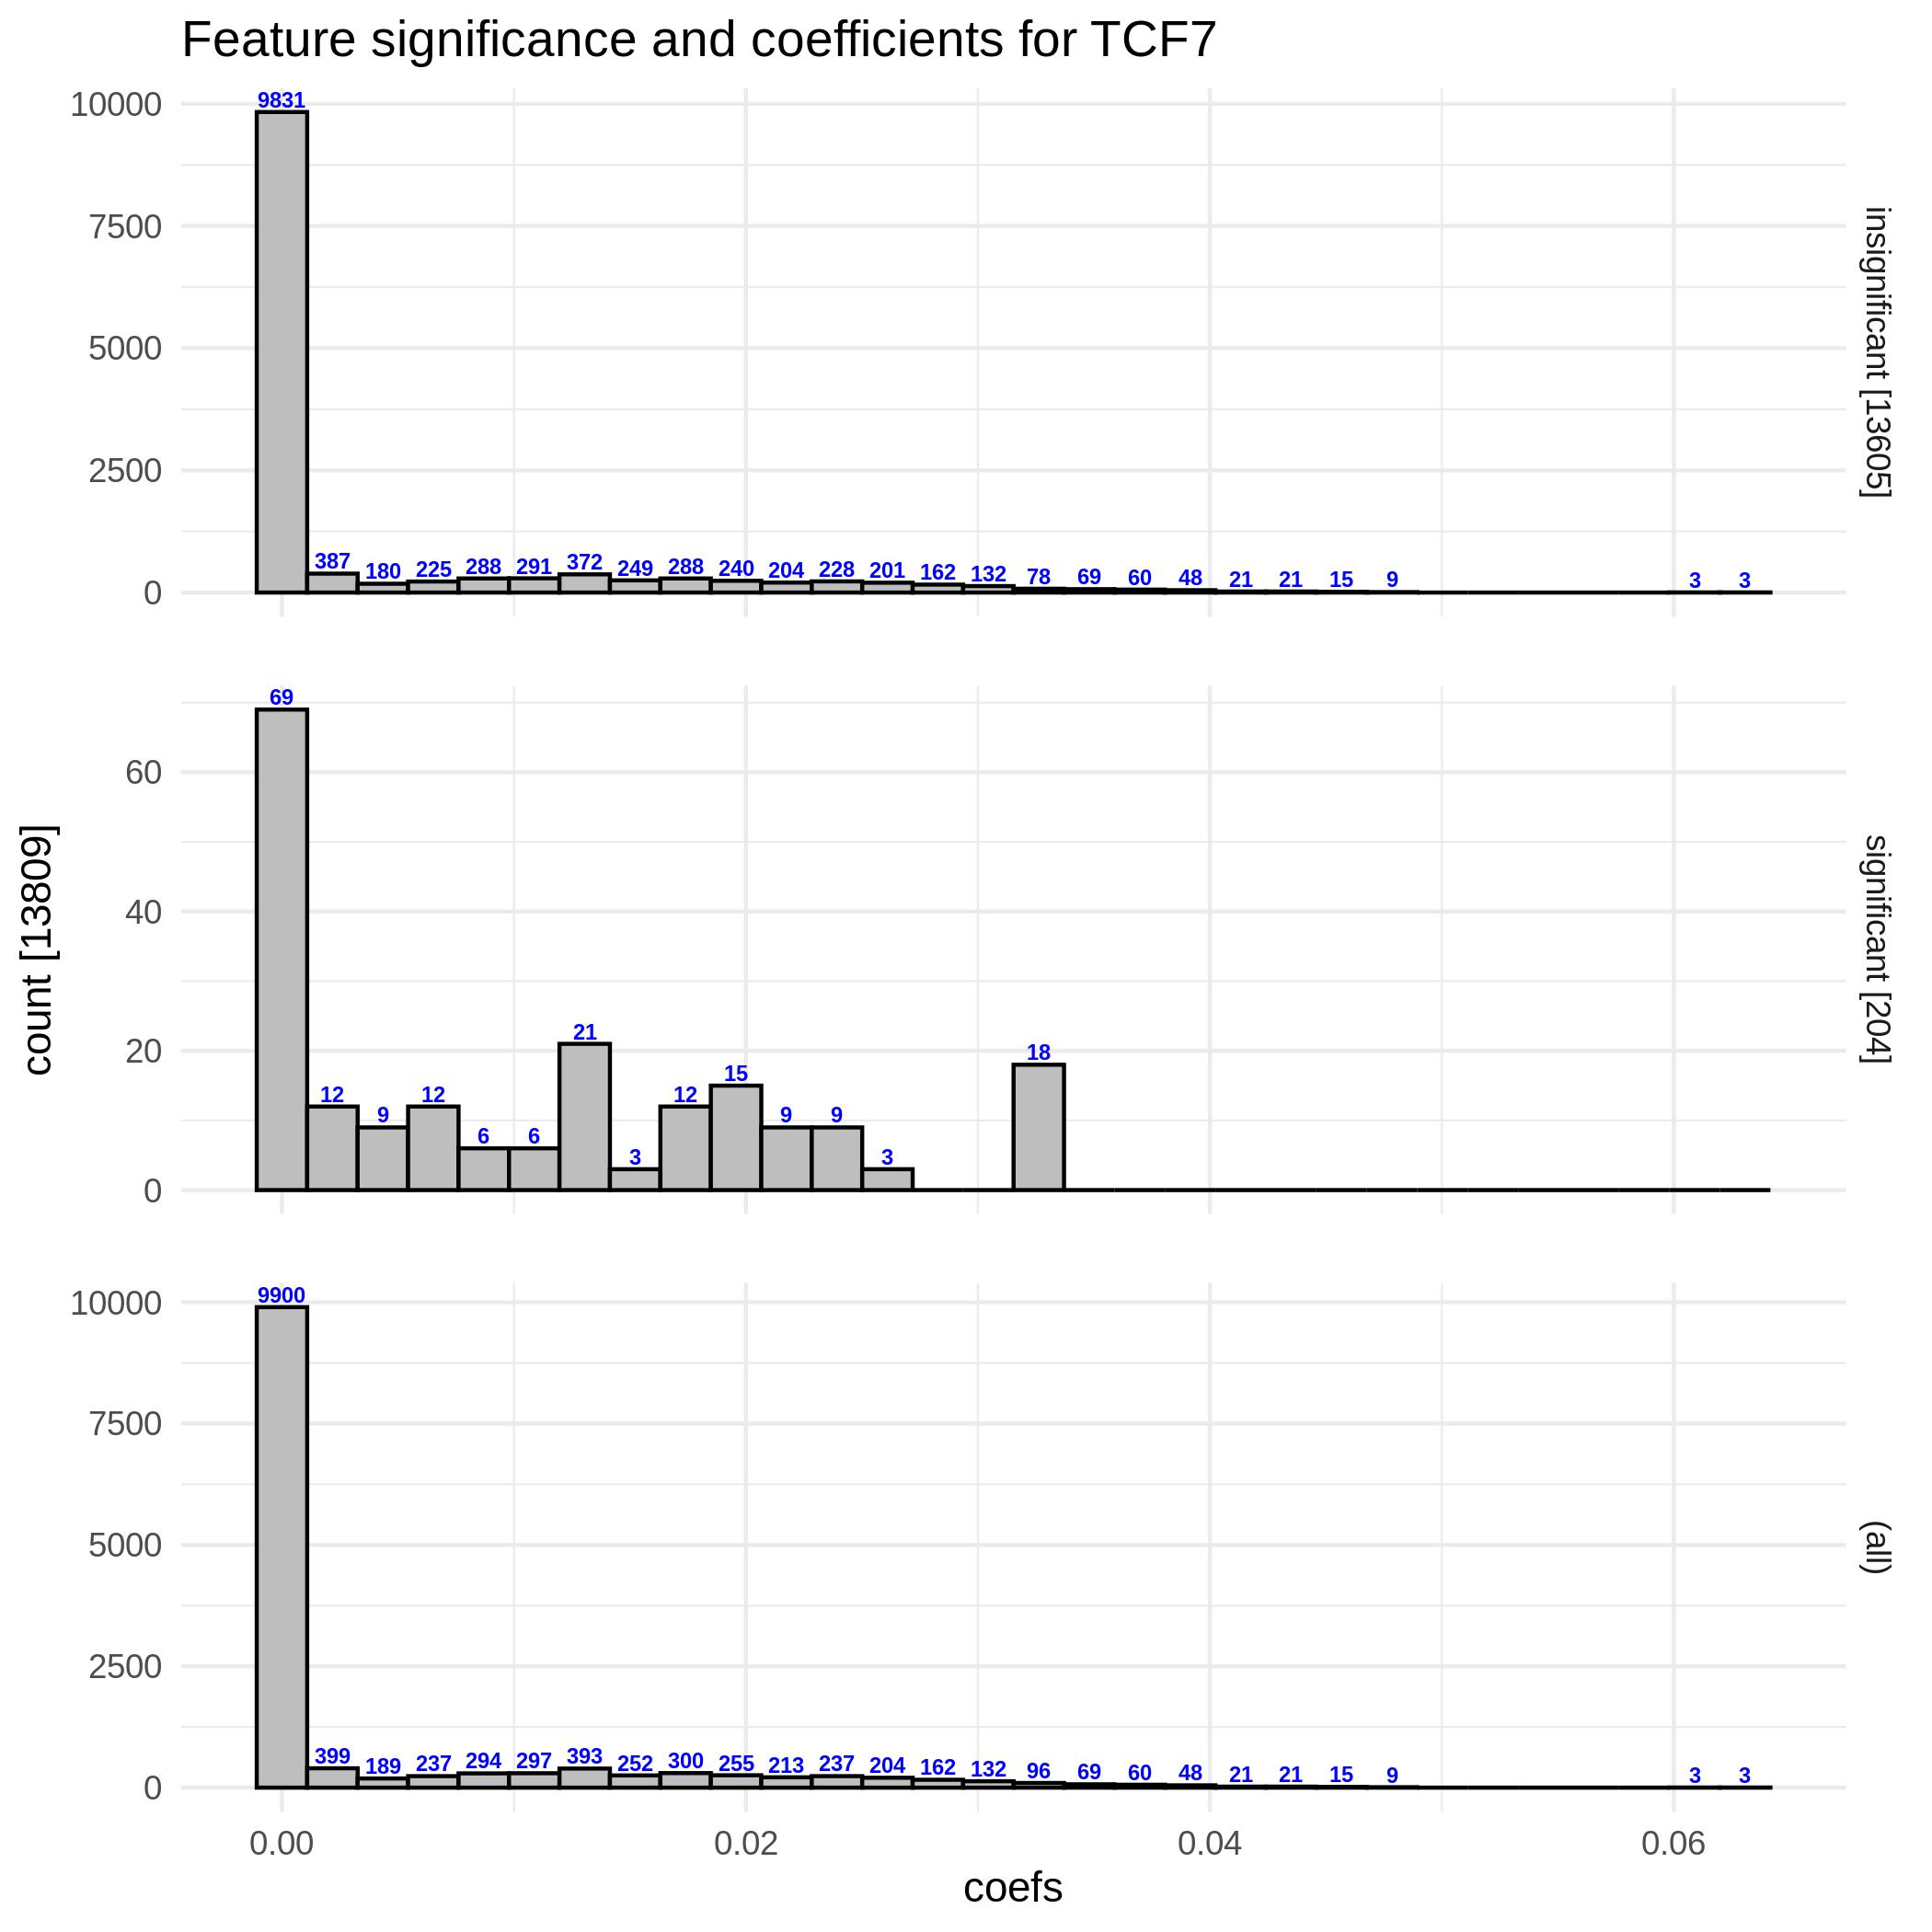 Feature significance and coefficients for TCF7
10000
7500
5000
2500
0
9831
387 180 225 288 291 372 249 288 240 204 228 201 162 132 78 69 60 48 21 21 15 9 3 3
insignificant [13605]
count [13809]
60
40
20
0
69
12 9 12 6 6 21 3 12 15 9 9 3 18
significant [204]
10000
7500
5000
2500
0
9900
399 189 237 294 297 393 252 300 255 213 237 204 162 132 96 69 60 48 21 21 15 9 3 3
(all)
0.00 0.02 0.04 0.06
coefs